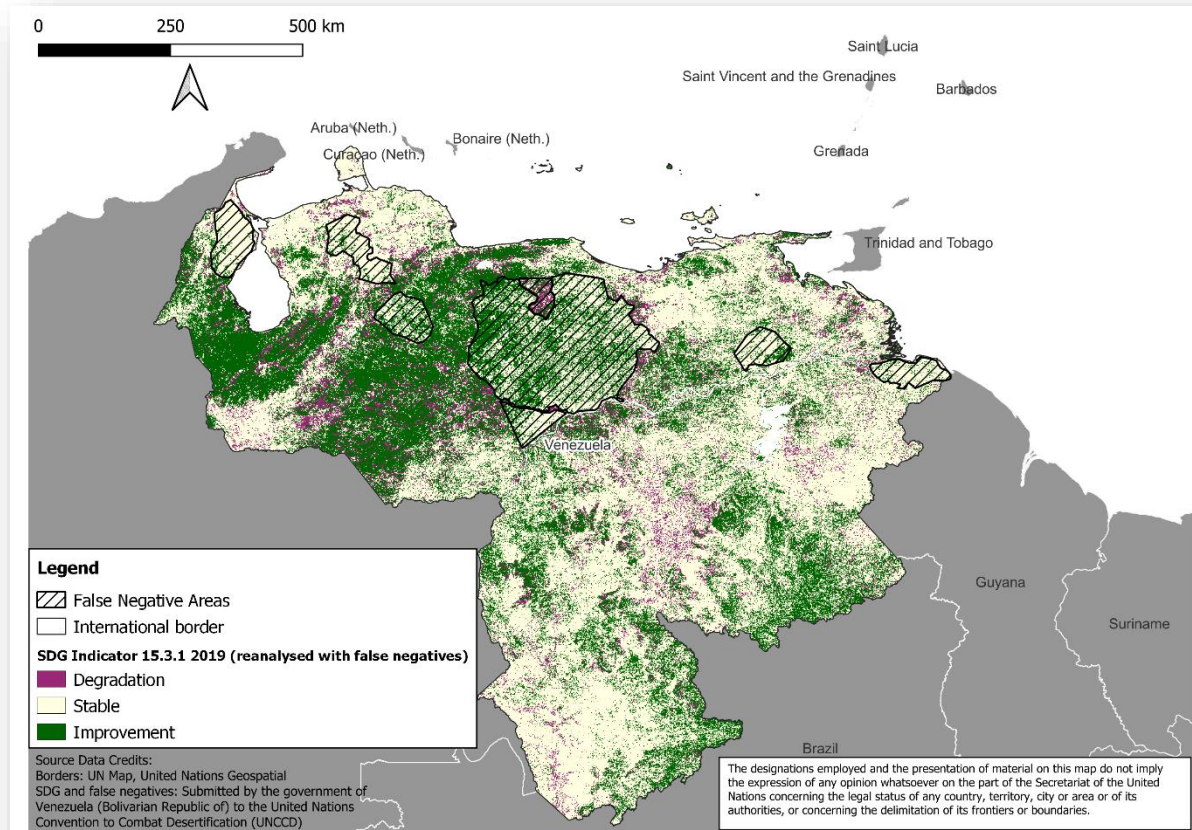 0 250 500 km
Saint Lucia
Saint Vincent and the Grenadines
Barbados
Aruba (Neth.)
Bonaire (Neth.)
Curaçao (Neth.)
Grenada
Trinidad and Tobago
Venezuela
Guyana
Suriname
Brazil
Legend
False Negative Areas
International border
SDG Indicator 15.3.1 2019 (reanalysed with false negatives)
Degradation
Stable
Improvement
Source Data Credits:
Borders: UN Map, United Nations Geospatial
SDG and false negatives: Submitted by the government of
Venezuela (Bolivarian Republic of) to the United Nations
Convention to Combat Desertification (UNCCD)
The designations employed and the presentation of material on this map do not imply
the expression of any opinion whatsoever on the part of the Secretariat of the United
Nations concerning the legal status of any country, territory, city or area or of its
authorities, or concerning the delimitation of its frontiers or boundaries.